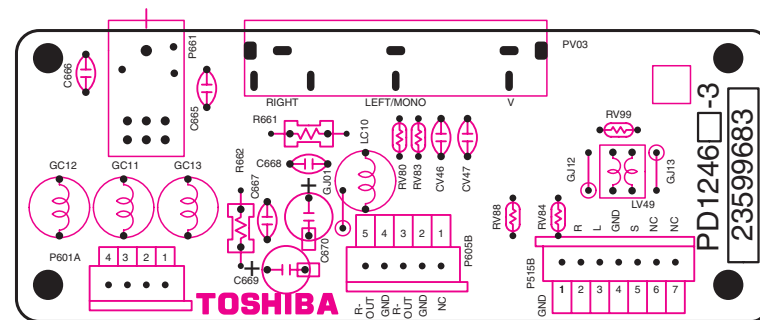 C666
P661
C665
PV03
RIGHT
LEFT/MONO
V
R661
LC10
RV80
RV83
CV46
CV47
RV99
PD1246□-3
23599683
GC12
GC11
GC13
R662
C668
C667
GJ01
GJ12
GJ13
LV49
RV88
RV84
P601A
4
3
2
1
C669
C670
5
4
3
2
1
P605B
R-OUT
GND
R-OUT
GND
NC
R
L
GND
S
NC
NC
P515B
GND
1
2
3
4
5
6
7
TOSHIBA